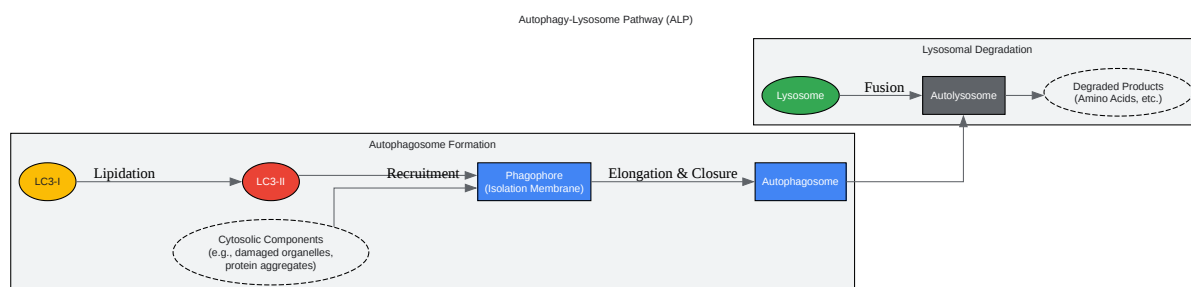 Autophagy-Lysosome Pathway (ALP)
Lysosomal Degradation
Lysosome
Fusion
Autolysosome
Degraded Products
(Amino Acids, etc.)
Autophagosome Formation
LC3-I
Lipidation
LC3-II
Recruitment
Phagophore
(Isolation Membrane)
Elongation & Closure
Autophagosome
Cytosolic Components
(e.g., damaged organelles,
protein aggregates)